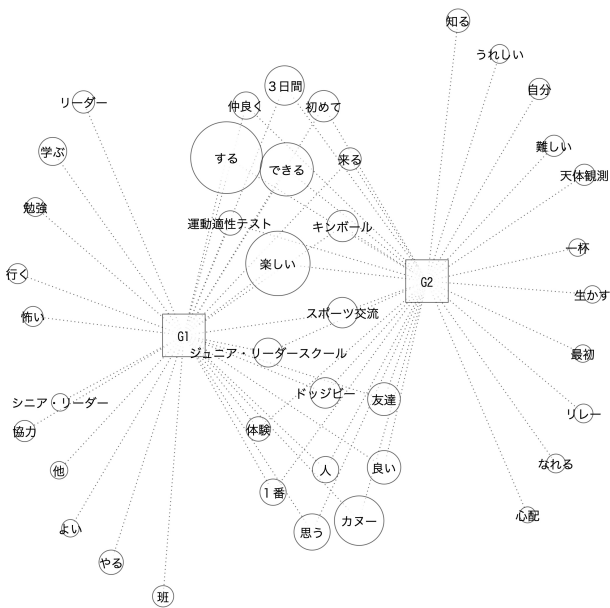 知る
うれしい
３日間
自分
リーダー
仲良く
初めて
学ぶ
する
できる
来る
難しい
天体観測
勉強
運動適性テスト
キンボール
一杯
行く
楽しい
G2
生かす
怖い
スポーツ交流
G1
ジュニア・リーダースクール
最初
ドッジビー
友達
シニア・リーダー
リレー
協力
体験
他
人
良い
なれる
１番
カヌー
心配
よい
思う
やる
班